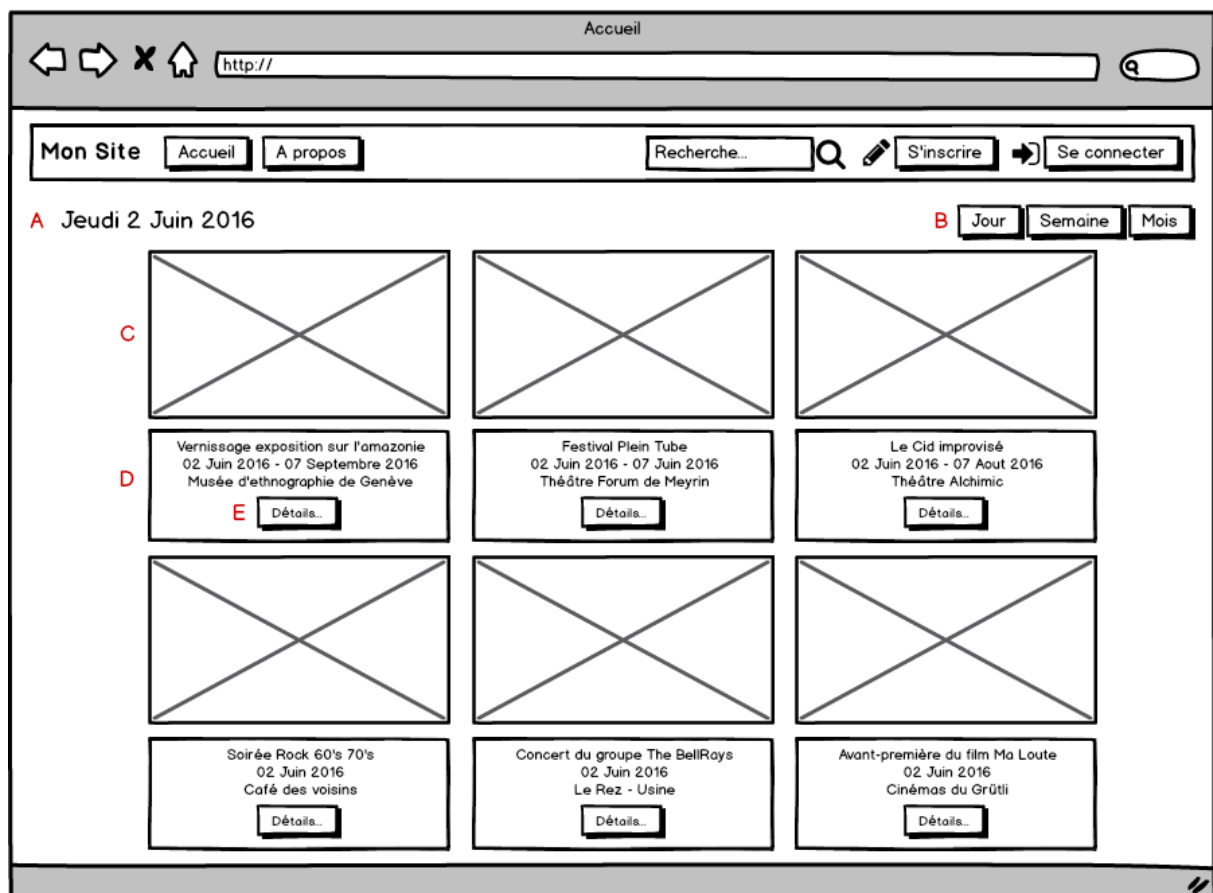 Accueil
http://
Mon Site Accueil A propos Recherche... S'inscrire Se connecter
A Jeudi 2 Juin 2016 B Jour Semaine Mois
C
Vernissage exposition sur l'amazonie
02 Juin 2016 - 07 Septembre 2016
Musée d'ethnographie de Genève
D
E Détails...
Festival Plein Tube
02 Juin 2016 - 07 Juin 2016
Théâtre Forum de Meyrin
Détails...
Le Cid improvisé
02 Juin 2016 - 07 Aout 2016
Théâtre Alchimic
Détails...
Soirée Rock 60's 70's
02 Juin 2016
Café des voisins
Détails...
Concert du groupe The BellRays
02 Juin 2016
Le Rez - Usine
Détails...
Avant-première du film Ma Loute
02 Juin 2016
Cinémas du Grütli
Détails...